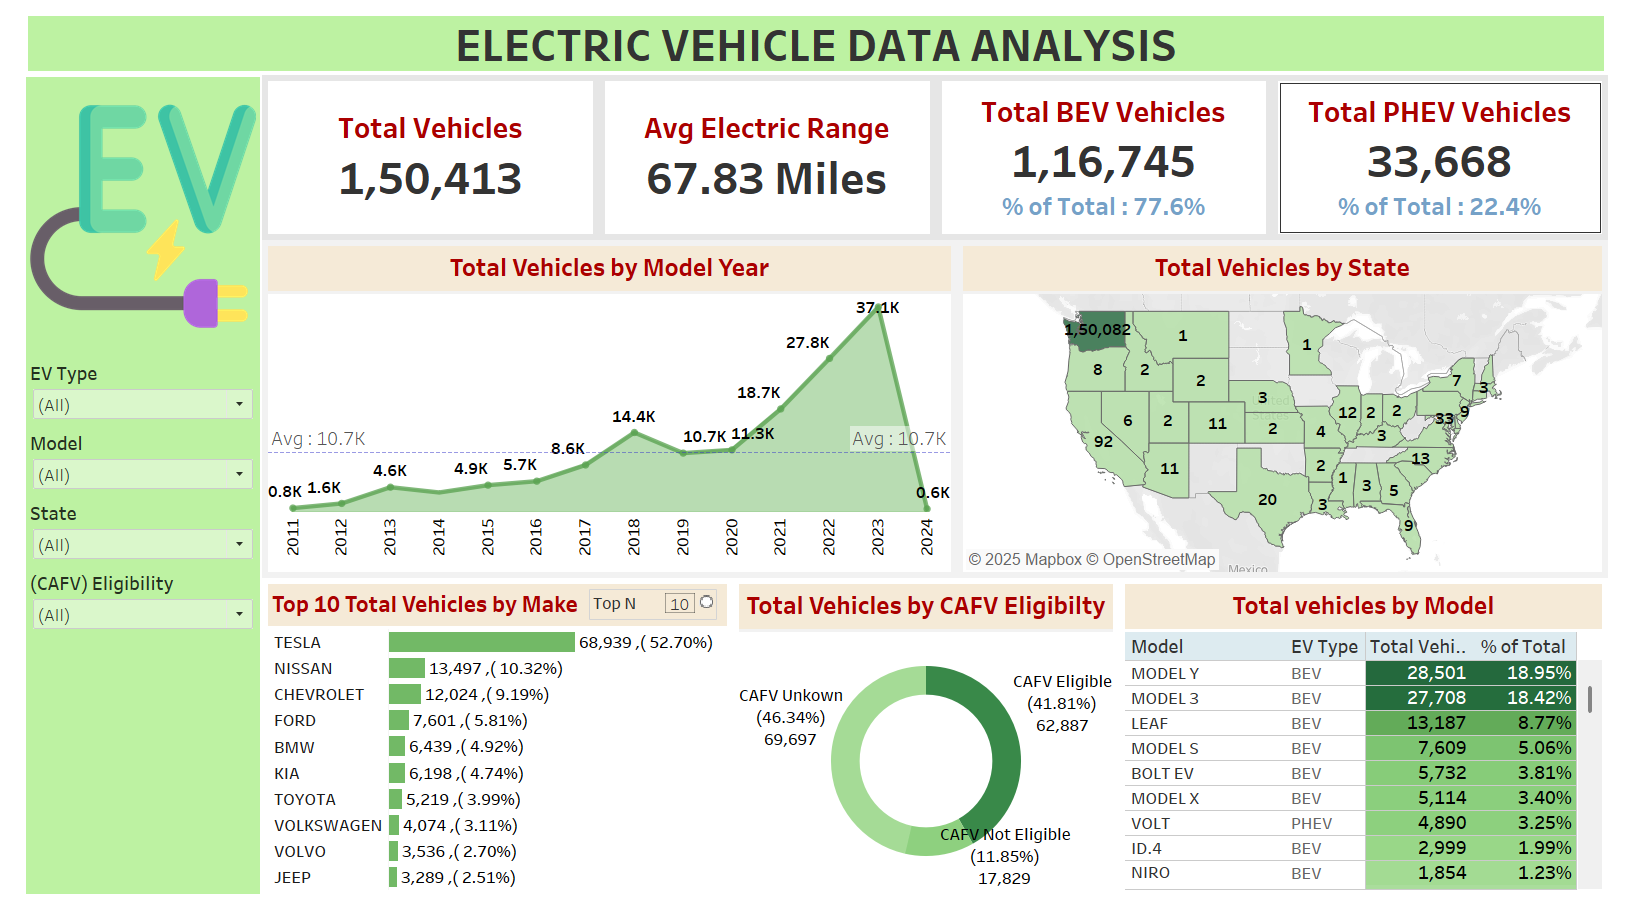 ELECTRIC VEHICLE DATA ANALYSIS
EV
EV Type
(All)
Model
(All)
State
(All)
(CAFV) Eligibility
(All)
Total Vehicles
1,50,413
Avg Electric Range
67.83 Miles
Total BEV Vehicles
1,16,745
% of Total : 77.6%
Total PHEV Vehicles
33,668
% of Total : 22.4%
Total Vehicles by Model Year
37.1K
27.8K
18.7K
14.4K
10.7K 11.3K
Avg : 10.7K
Avg : 10.7K
8.6K
5.7K
4.9K
4.6K
0.8K 1.6K
0.6K
2011 2012 2013 2014 2015 2016 2017 2018 2019 2020 2021 2022 2023 2024
Total Vehicles by State
1,50,082 1 1
8 2 2 7 3
3 12 2 2 33 9
92 6 2 11 2 4 3
11 2 13
20 3 1 3 5
9
© 2025 Mapbox © OpenStreetMap
Mexico
Top 10 Total Vehicles by Make
Top N 10
TESLA 68,939 ,( 52.70%)
NISSAN 13,497 ,( 10.32%)
CHEVROLET 12,024 ,( 9.19%)
FORD 7,601 ,( 5.81%)
BMW 6,439 ,( 4.92%)
KIA 6,198 ,( 4.74%)
TOYOTA 5,219 ,( 3.99%)
VOLKSWAGEN 4,074 ,( 3.11%)
VOLVO 3,536 ,( 2.70%)
JEEP 3,289 ,( 2.51%)
Total Vehicles by CAFV Eligibilty
CAFV Unkown
(46.34%)
69,697
CAFV Eligible
(41.81%)
62,887
CAFV Not Eligible
(11.85%)
17,829
Total vehicles by Model
Model EV Type Total Vehi.. % of Total
MODEL Y BEV 28,501 18.95%
MODEL 3 BEV 27,708 18.42%
LEAF BEV 13,187 8.77%
MODEL S BEV 7,609 5.06%
BOLT EV BEV 5,732 3.81%
MODEL X BEV 5,114 3.40%
VOLT PHEV 4,890 3.25%
ID.4 BEV 2,999 1.99%
NIRO BEV 1,854 1.23%